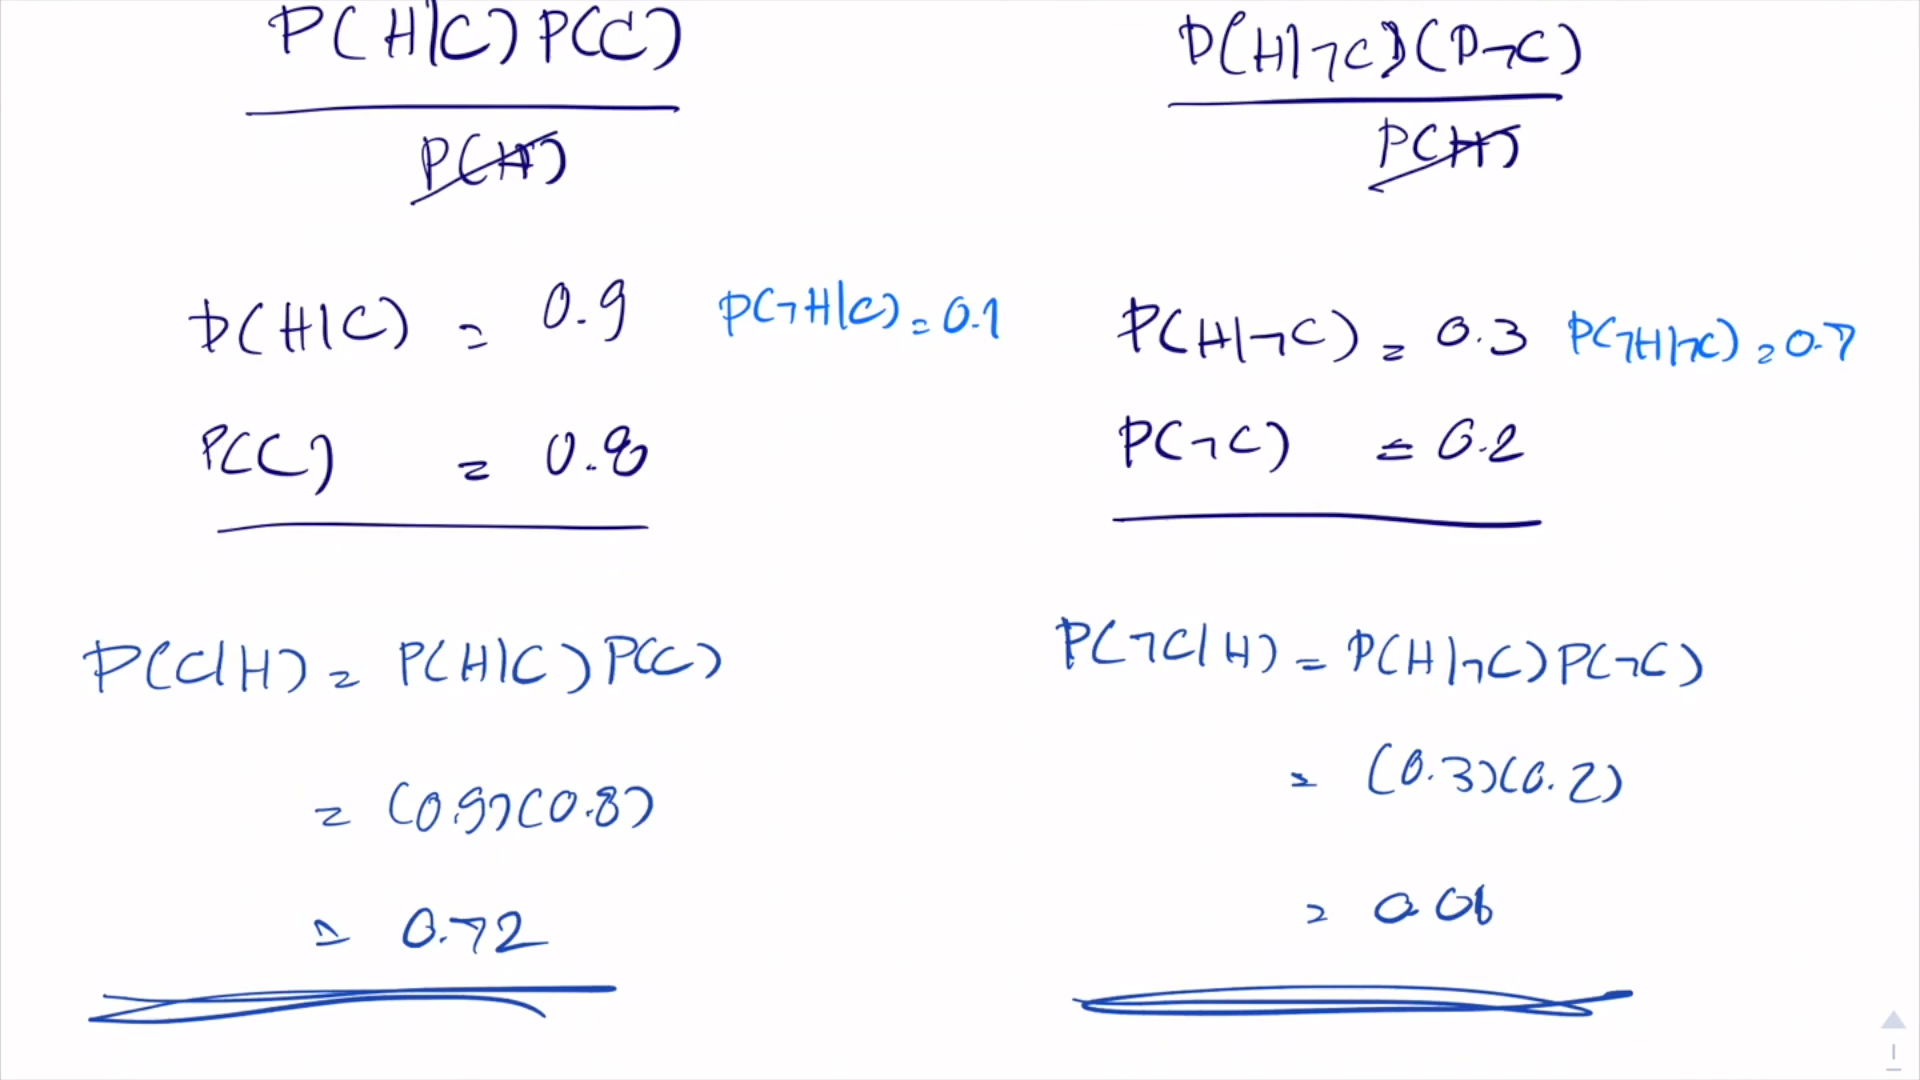 P(H|C) P(C)
P(H)
P(H|C) = 0.9 P(¬H|C) = 0.1
P(C) = 0.8
P(C|H) = P(H|C) P(C)
= (0.9)(0.8)
= 0.72
P(H|¬C)(P¬C)
P(H)
P(H|¬C) = 0.3 P(¬H|¬C) = 0.7
P(¬C) = 0.2
P(¬C|H) = P(H|¬C) P(¬C)
= (0.3)(0.2)
= 0.06